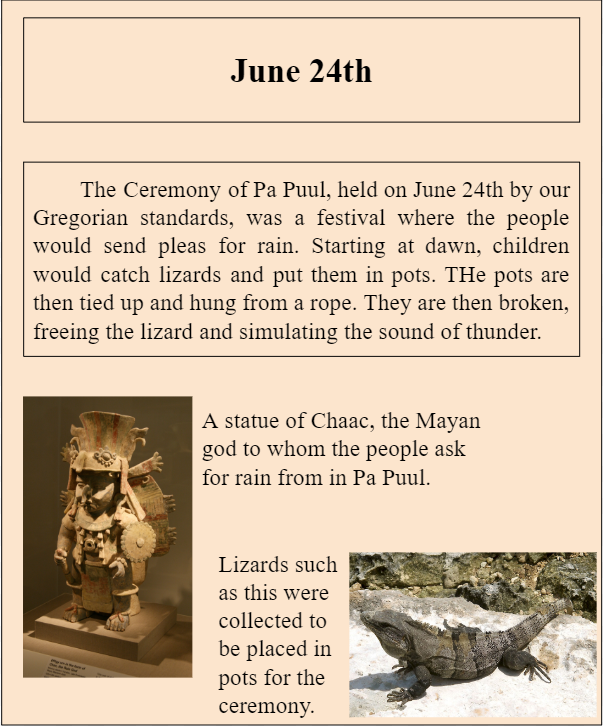 June 24th
The Ceremony of Pa Puul, held on June 24th by our
Gregorian standards, was a festival where the people
would send pleas for rain. Starting at dawn, children
would catch lizards and put them in pots. THe pots are
then tied up and hung from a rope. They are then broken,
freeing the lizard and simulating the sound of thunder.
A statue of Chaac, the Mayan
god to whom the people ask
for rain from in Pa Puul.
Lizards such
as this were
collected to
be placed in
pots for the
ceremony.